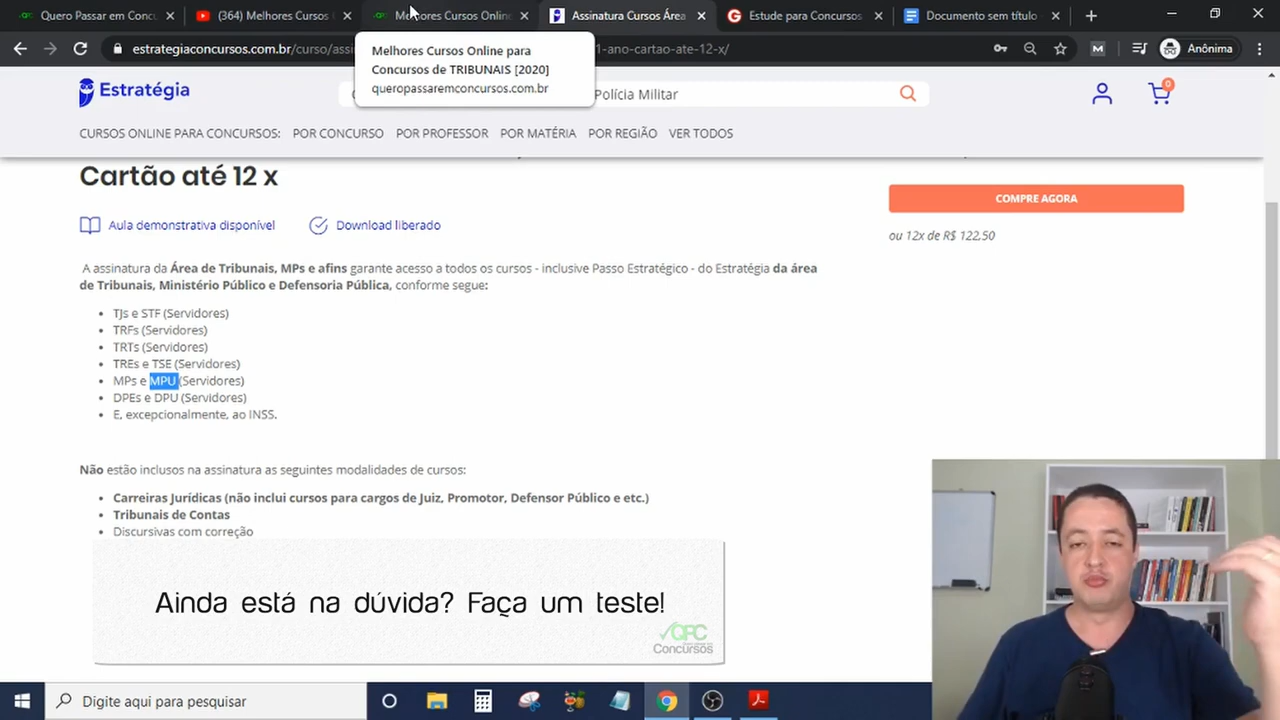 Quero Passar em Conc
(364) Melhores Cursos
Melhores Cursos Online
Assinatura Cursos Área
Estude para Concursos
Documento sem título
estrategiaconcursos.com.br/curso/assi
1-ano-cartao-ate-12-x/
Anônima
Melhores Cursos Online para
Concursos de TRIBUNAIS [2020]
queropassaremconcursos.com.br
Estratégia
Polícia Militar
0
CURSOS ONLINE PARA CONCURSOS: POR CONCURSO POR PROFESSOR POR MATÉRIA POR REGIÃO VER TODOS
Cartão até 12 x
COMPRE AGORA
Aula demonstrativa disponível Download liberado
ou 12x de R$ 122,50
A assinatura da Área de Tribunais, MPs e afins garante acesso a todos os cursos - inclusive Passo Estratégico - do Estratégia da área
de Tribunais, Ministério Público e Defensoria Pública, conforme segue:
• TJs e STF (Servidores)
• TRFs (Servidores)
• TRTs (Servidores)
• TREs e TSE (Servidores)
• MPs e MPU (Servidores)
• DPEs e DPU (Servidores)
• E, excepcionalmente, ao INSS.
Não estão inclusos na assinatura as seguintes modalidades de cursos:
• Carreiras Jurídicas (não inclui cursos para cargos de Juiz, Promotor, Defensor Público e etc.)
• Tribunais de Contas
• Discursivas com correção
Ainda está na dúvida? Faça um teste!
QPC
Concursos
Digite aqui para pesquisar